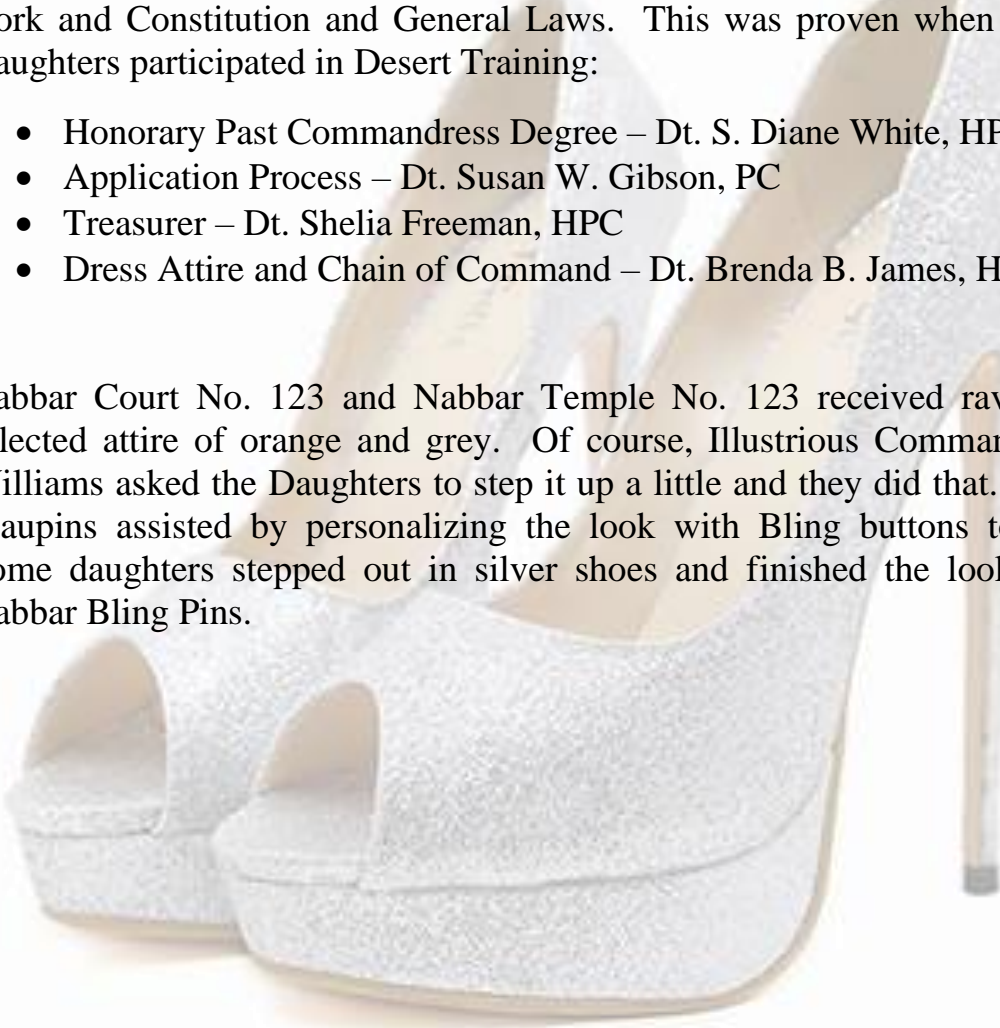 ork and Constitution and General Laws. This was proven when
aughters participated in Desert Training:
• Honorary Past Commandress Degree – Dt. S. Diane White, HP
• Application Process – Dt. Susan W. Gibson, PC
• Treasurer – Dt. Shelia Freeman, HPC
• Dress Attire and Chain of Command – Dt. Brenda B. James, H
abbar Court No. 123 and Nabbar Temple No. 123 received rav
lected attire of orange and grey. Of course, Illustrious Comman
illiams asked the Daughters to step it up a little and they did that.
aupins assisted by personalizing the look with Bling buttons to
ome daughters stepped out in silver shoes and finished the look
abbar Bling Pins.